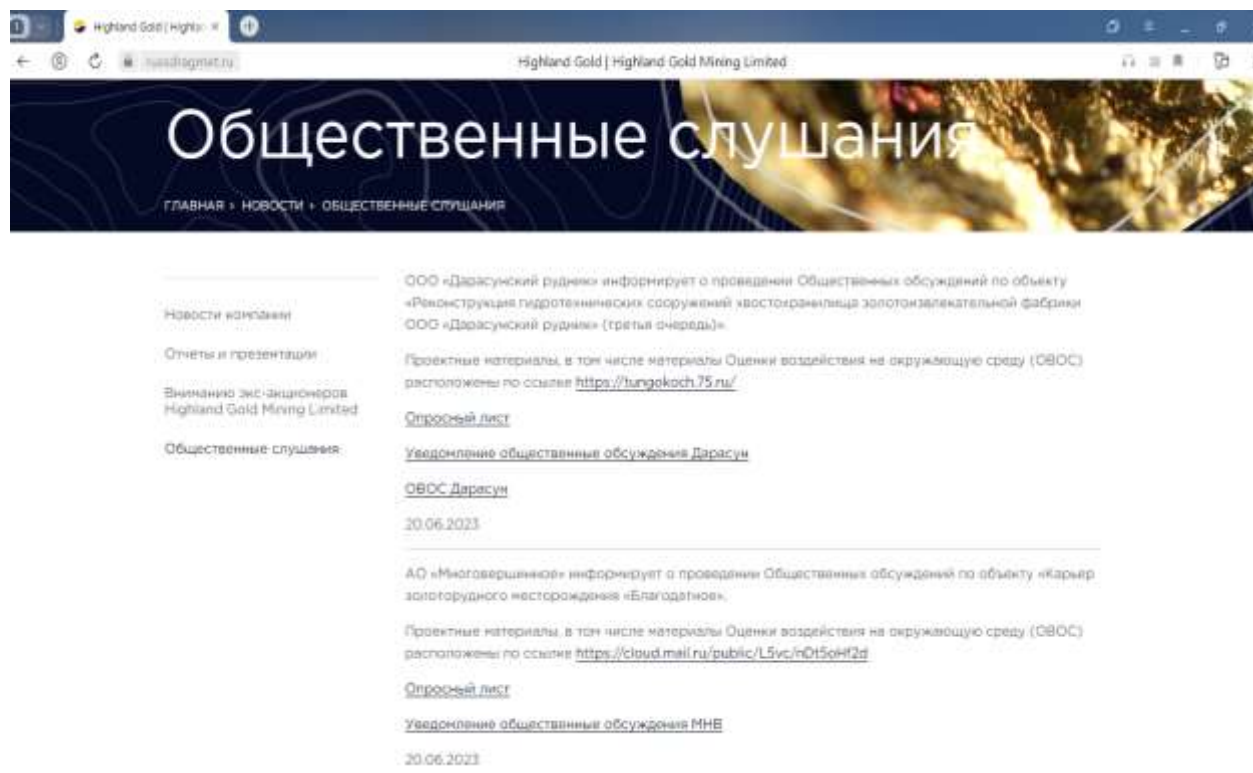 1
Highland Gold | Highla
russdragmet.ru
Highland Gold | Highland Gold Mining Limited
Общественные слушания
ГЛАВНАЯ › НОВОСТИ › ОБЩЕСТВЕННЫЕ СЛУШАНИЯ
Новости компании
Отчеты и презентации
Вниманию экс-акционеров
Highland Gold Mining Limited
Общественные слушания
ООО «Дарасунский рудник» информирует о проведении Общественных обсуждений по объекту
«Реконструкция гидротехнических сооружений хвостохранилища золотоизвлекательной фабрики
ООО «Дарасунский рудник» (третья очередь)».
Проектные материалы, в том числе материалы Оценки воздействия на окружающую среду (ОВОС)
расположены по ссылке https://tungokoch.75.ru/
Опросный лист
Уведомление общественные обсуждения Дарасун
ОВОС Дарасун
20.06.2023
АО «Многовершинное» информирует о проведении Общественных обсуждений по объекту «Карьер
золоторудного месторождения «Благодатное».
Проектные материалы, в том числе материалы Оценки воздействия на окружающую среду (ОВОС)
расположены по ссылке https://cloud.mail.ru/public/L5vc/nDt5oHf2d
Опросный лист
Уведомление общественные обсуждения МНВ
20.06.2023